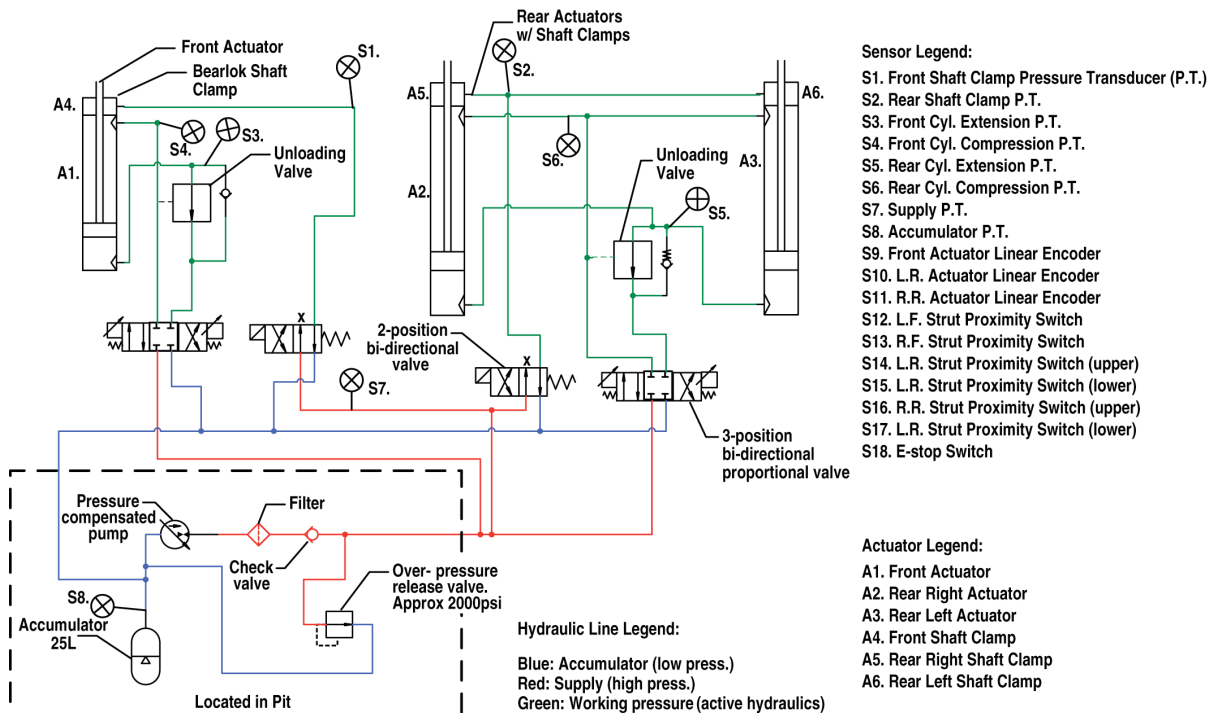 Front Actuator
Bearlok Shaft
Clamp
A4.
A1.
S1.
S4.
S3.
Unloading
Valve
Rear Actuators
w/ Shaft Clamps
S2.
A5.
A6.
S6.
A2.
A3.
Unloading
Valve
S5.
X
2-position
bi-directional
valve
X
S7.
3-position
bi-directional
proportional valve
Pressure
compensated
pump
Filter
Check
valve
Over- pressure
release valve.
Approx 2000psi
S8.
Accumulator
25L
Located in Pit
Hydraulic Line Legend:
Blue: Accumulator (low press.)
Red: Supply (high press.)
Green: Working pressure (active hydraulics)
Sensor Legend:
S1. Front Shaft Clamp Pressure Transducer (P.T.)
S2. Rear Shaft Clamp P.T.
S3. Front Cyl. Extension P.T.
S4. Front Cyl. Compression P.T.
S5. Rear Cyl. Extension P.T.
S6. Rear Cyl. Compression P.T.
S7. Supply P.T.
S8. Accumulator P.T.
S9. Front Actuator Linear Encoder
S10. L.R. Actuator Linear Encoder
S11. R.R. Actuator Linear Encoder
S12. L.F. Strut Proximity Switch
S13. R.F. Strut Proximity Switch
S14. L.R. Strut Proximity Switch (upper)
S15. L.R. Strut Proximity Switch (lower)
S16. R.R. Strut Proximity Switch (upper)
S17. L.R. Strut Proximity Switch (lower)
S18. E-stop Switch
Actuator Legend:
A1. Front Actuator
A2. Rear Right Actuator
A3. Rear Left Actuator
A4. Front Shaft Clamp
A5. Rear Right Shaft Clamp
A6. Rear Left Shaft Clamp